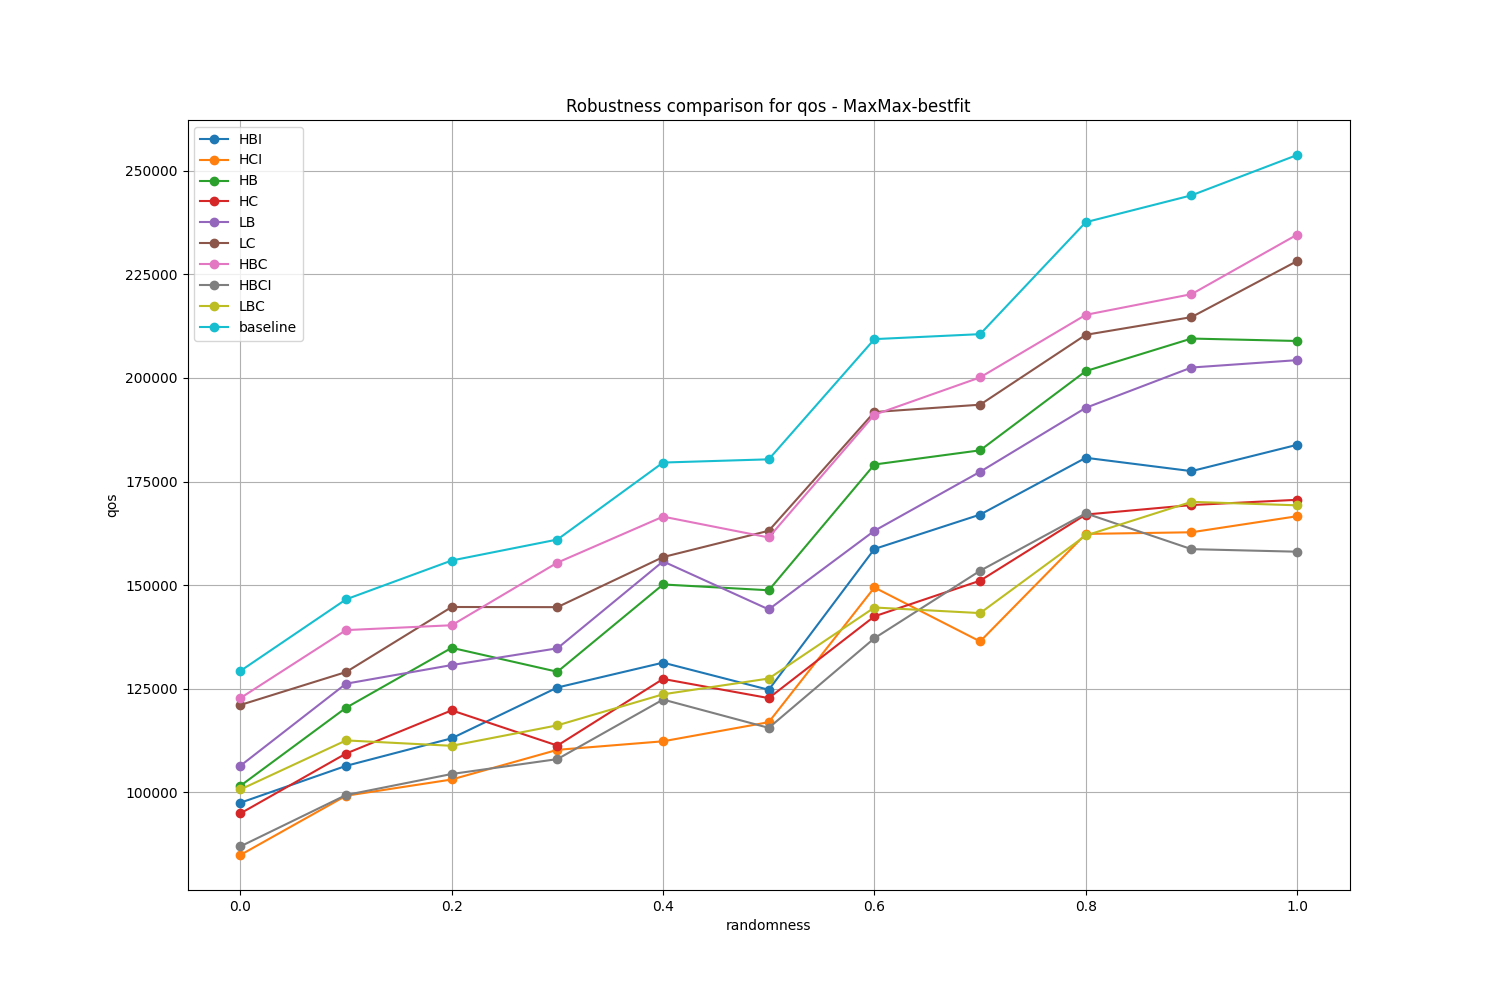 Robustness comparison for qos - MaxMax-bestfit
HBI
HCI
HB
HC
LB
LC
HBC
HBCI
LBC
baseline
250000
225000
200000
175000
150000
125000
100000
qos
0.0 0.2 0.4 0.6 0.8 1.0
randomness